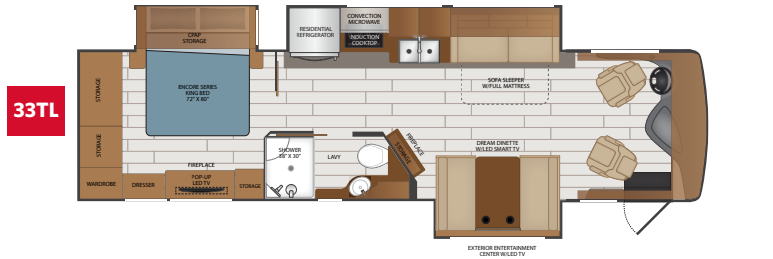 33TL
STORAGE
STORAGE
WARDROBE
DRESSER
CPAP
STORAGE
ENCORE SERIES
KING BED
72" X 80"
FIREPLACE
POP-UP
LED TV
STORAGE
SHOWER
38" X 30"
LAVY
STORAGE
FIREPLACE
RESIDENTIAL
REFRIGERATOR
CONVECTION
MICROWAVE
INDUCTION
COOKTOP
SOFA SLEEPER
W/FULL MATTRESS
DREAM DINETTE
W/LED SMART TV
EXTERIOR ENTERTAINMENT
CENTER W/LED TV